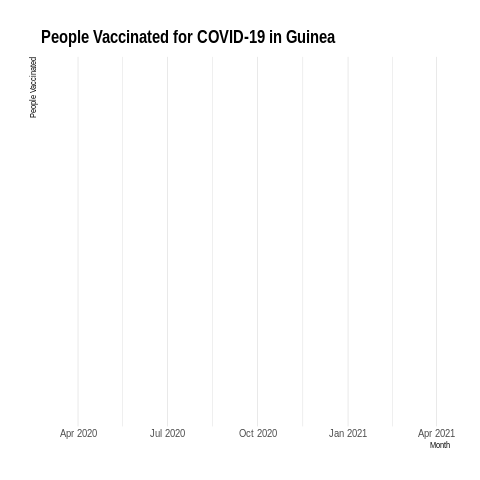 People Vaccinated for COVID-19 in Guinea
People Vaccinated
Apr 2020 Jul 2020 Oct 2020 Jan 2021 Apr 2021
Month